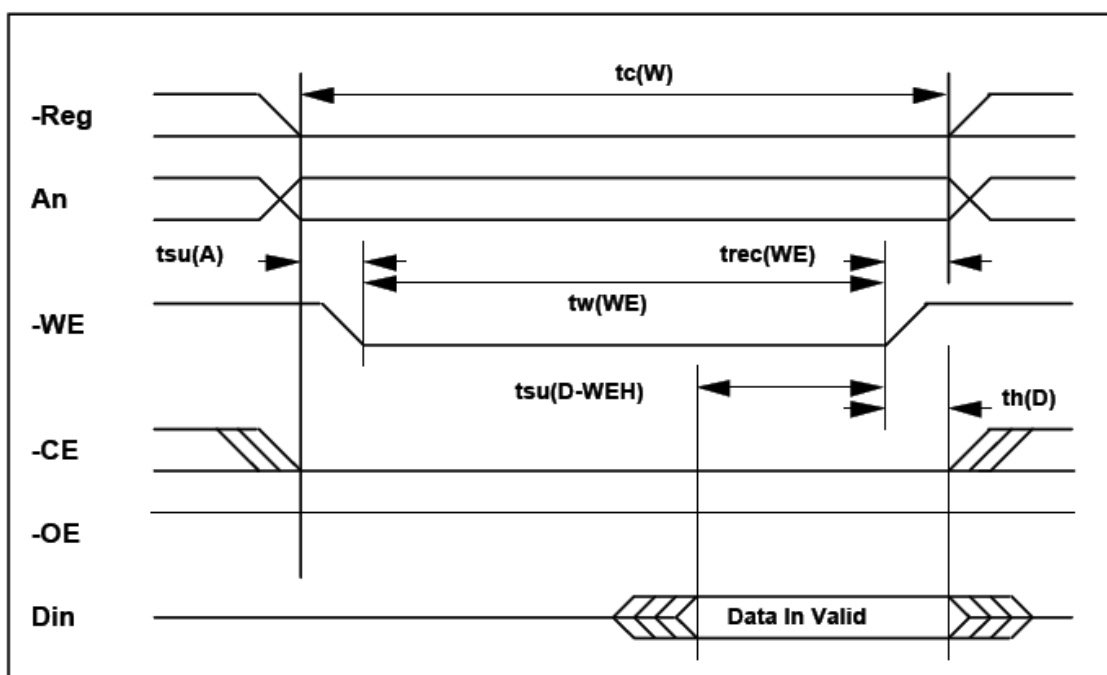 tc(W)
-Reg
An
tsu(A)
trec(WE)
tw(WE)
-WE
tsu(D-WEH)
th(D)
-CE
-OE
Din
Data In Valid